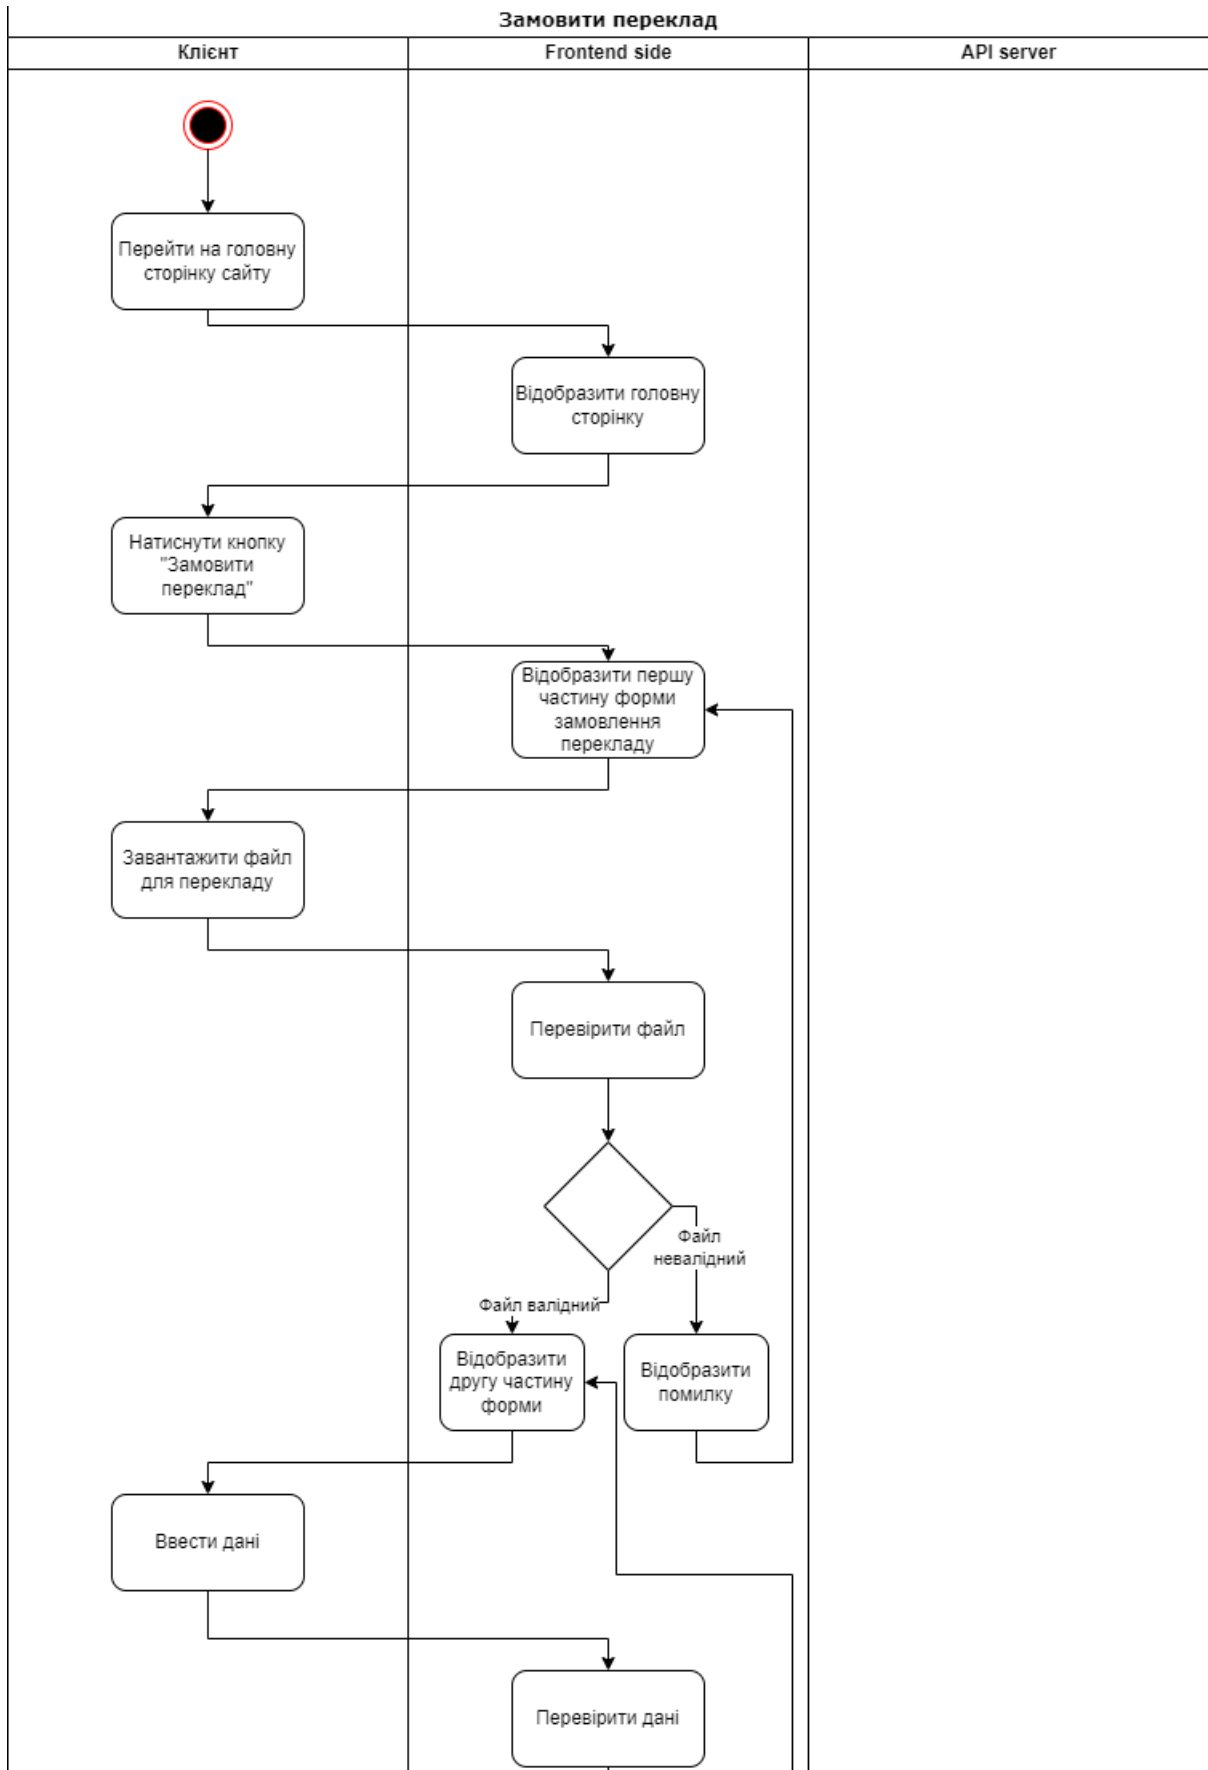 Замовити переклад
Клієнт
Frontend side
API server
Перейти на головну
сторінку сайту
Відобразити головну
сторінку
Натиснути кнопку
"Замовити
переклад"
Відобразити першу
частину форми
замовлення
перекладу
Завантажити файл
для перекладу
Перевірити файл
Файл
невалідний
Файл валідний
Відобразити
другу частину
форми
Відобразити
помилку
Ввести дані
Перевірити дані